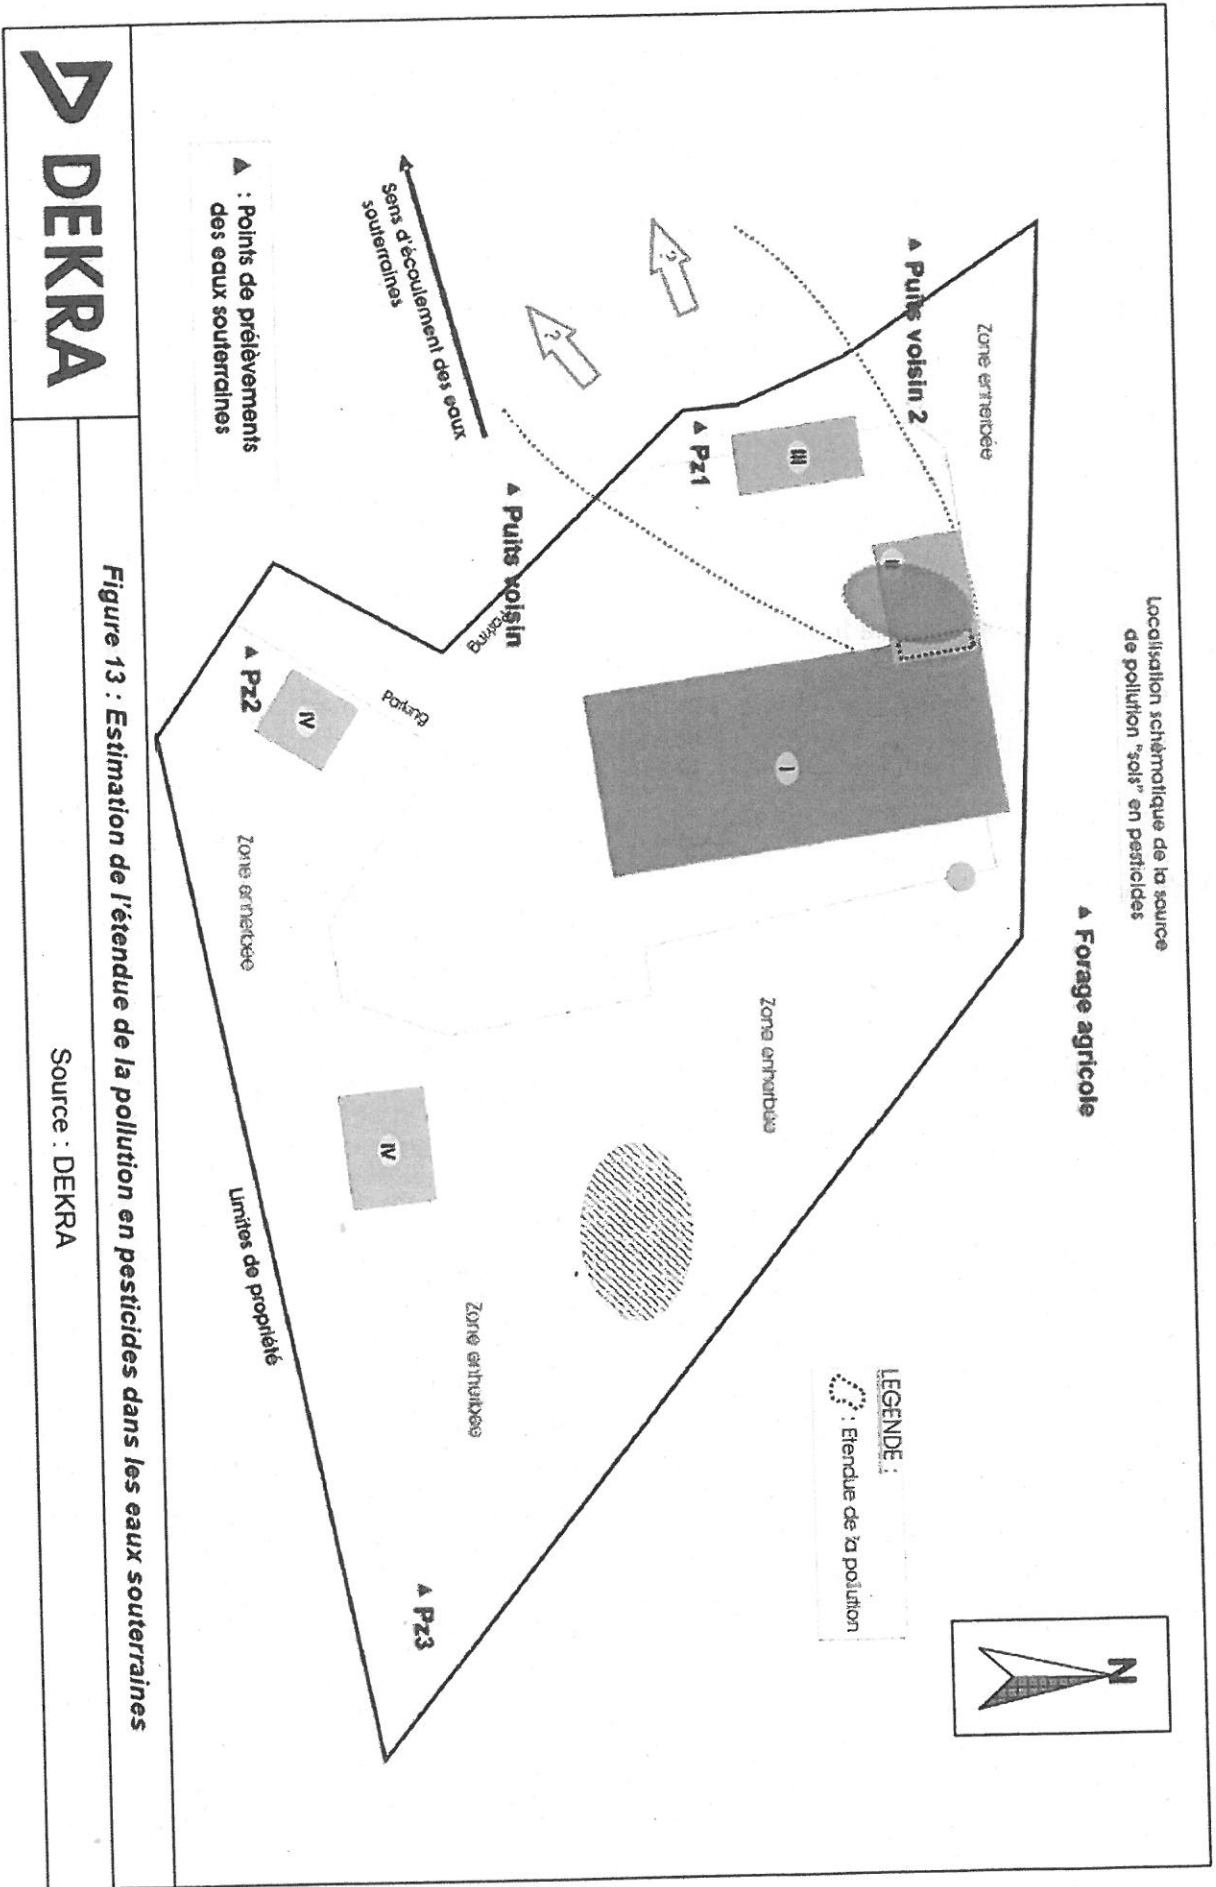 Localisation schématique de la source
de pollution "sols" en pesticides
N
▲ Forage agricole
LEGENDE :
: Etendue de la pollution
Zone enherbée
▲ Puits voisin 2
II
III
▲ Pz1
I
Zone enherbée
▲ Puits voisin
Parking
Parking
Sens d'écoulement des eaux
souterraines
?
?
IV
▲ Pz2
IV
Zone enherbée
Zone enherbée
▲ Pz3
Limites de propriété
▲ : Points de prélèvements
des eaux souterraines
DEKRA
Figure 13 : Estimation de l'étendue de la pollution en pesticides dans les eaux souterraines
Source : DEKRA